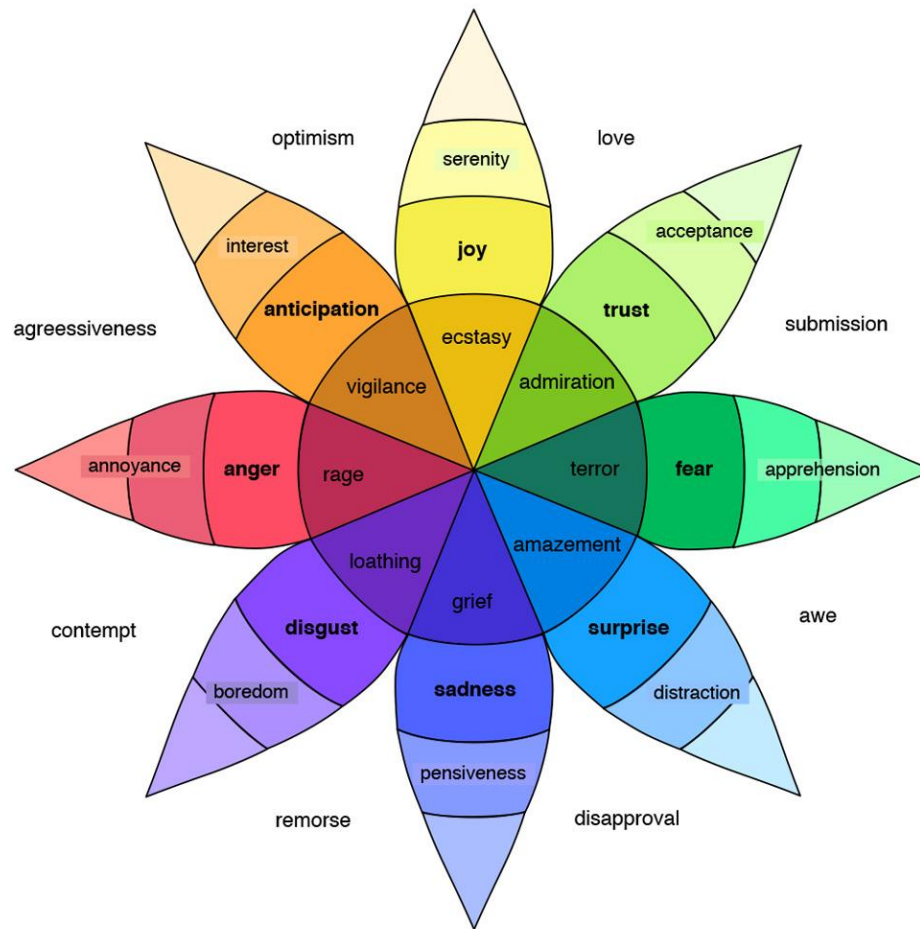 optimism
love
serenity
acceptance
interest
joy
anticipation
trust
agreessiveness
submission
ecstasy
vigilance
admiration
annoyance
anger
rage
terror
fear
apprehension
amazement
loathing
grief
contempt
disgust
surprise
awe
boredom
sadness
distraction
pensiveness
remorse
disapproval